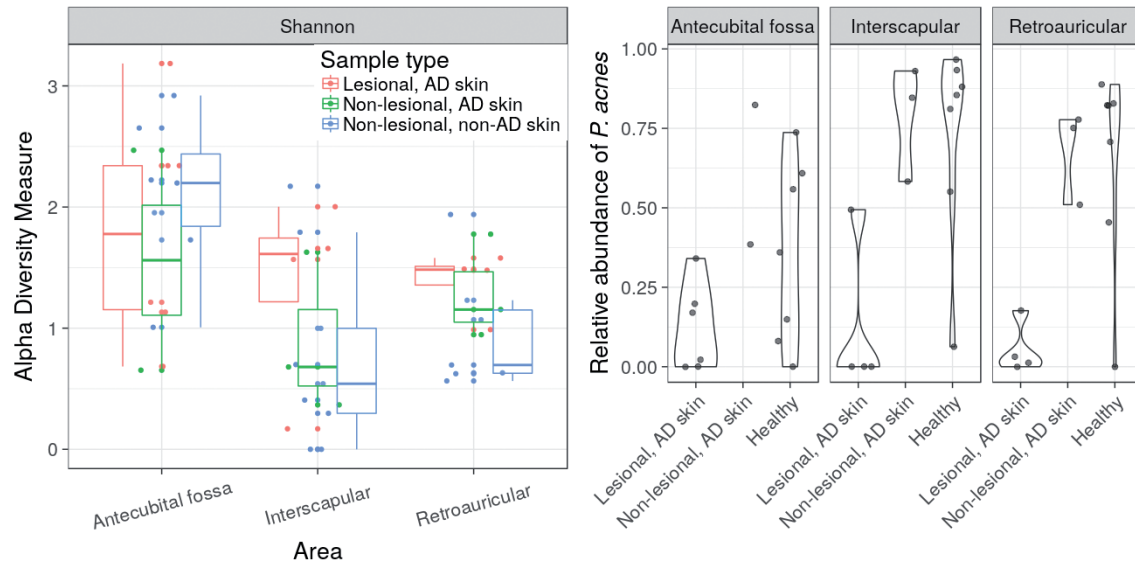 Shannon
Sample type
Lesional, AD skin
Non-lesional, AD skin
Non-lesional, non-AD skin
Alpha Diversity Measure
3
2
1
0
Antecubital fossa
Interscapular
Retroauricular
Area
Antecubital fossa
Interscapular
Retroauricular
Relative abundance of P. acnes
1.00
0.75
0.50
0.25
0.00
Lesional, AD skin
Non-lesional, AD skin
Healthy
Lesional, AD skin
Non-lesional, AD skin
Healthy
Lesional, AD skin
Non-lesional, AD skin
Healthy